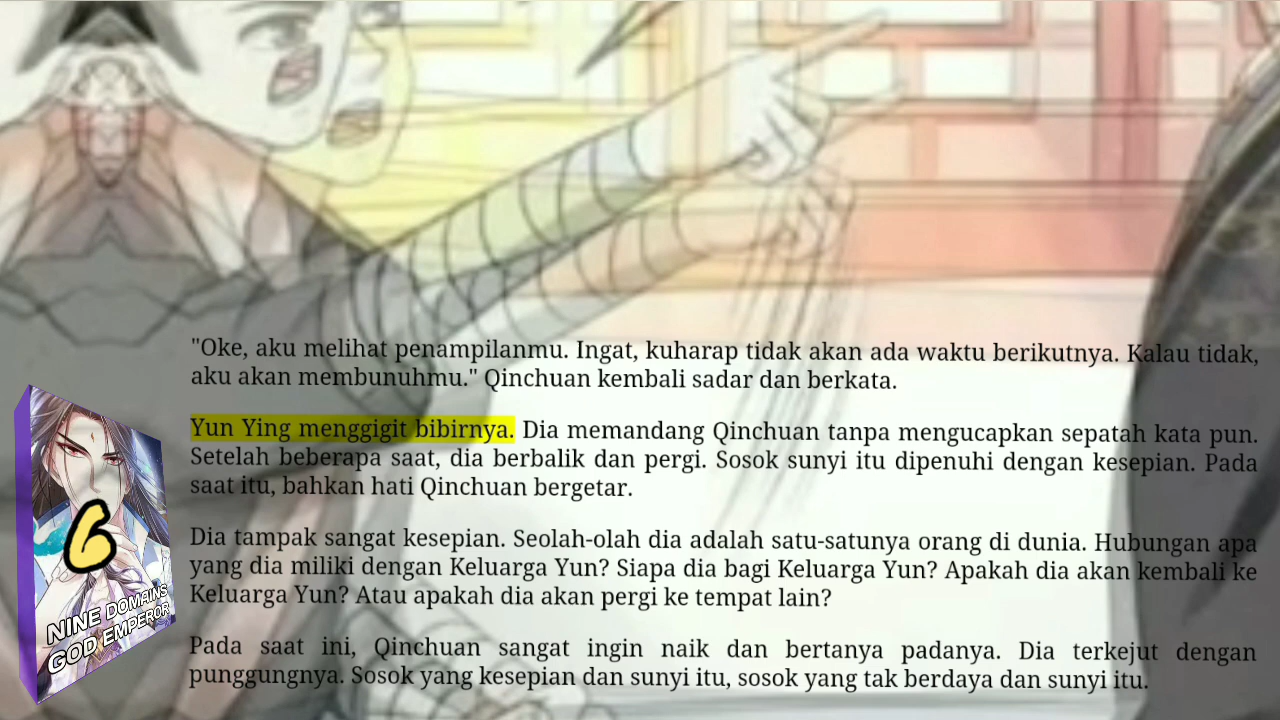 "Oke, aku melihat penampilanmu. Ingat, kuharap tidak akan ada waktu berikutnya. Kalau tidak,
aku akan membunuhmu." Qinchuan kembali sadar dan berkata.
Yun Ying menggigit bibirnya. Dia memandang Qinchuan tanpa mengucapkan sepatah kata pun.
Setelah beberapa saat, dia berbalik dan pergi. Sosok sunyi itu dipenuhi dengan kesepian. Pada
saat itu, bahkan hati Qinchuan bergetar.
Dia tampak sangat kesepian. Seolah-olah dia adalah satu-satunya orang di dunia. Hubungan apa
yang dia miliki dengan Keluarga Yun? Siapa dia bagi Keluarga Yun? Apakah dia akan kembali ke
Keluarga Yun? Atau apakah dia akan pergi ke tempat lain?
Pada saat ini, Qinchuan sangat ingin naik dan bertanya padanya. Dia terkejut dengan
punggungnya. Sosok yang kesepian dan sunyi itu, sosok yang tak berdaya dan sunyi itu.
6
NINE DOMAINS
GOD EMPEROR